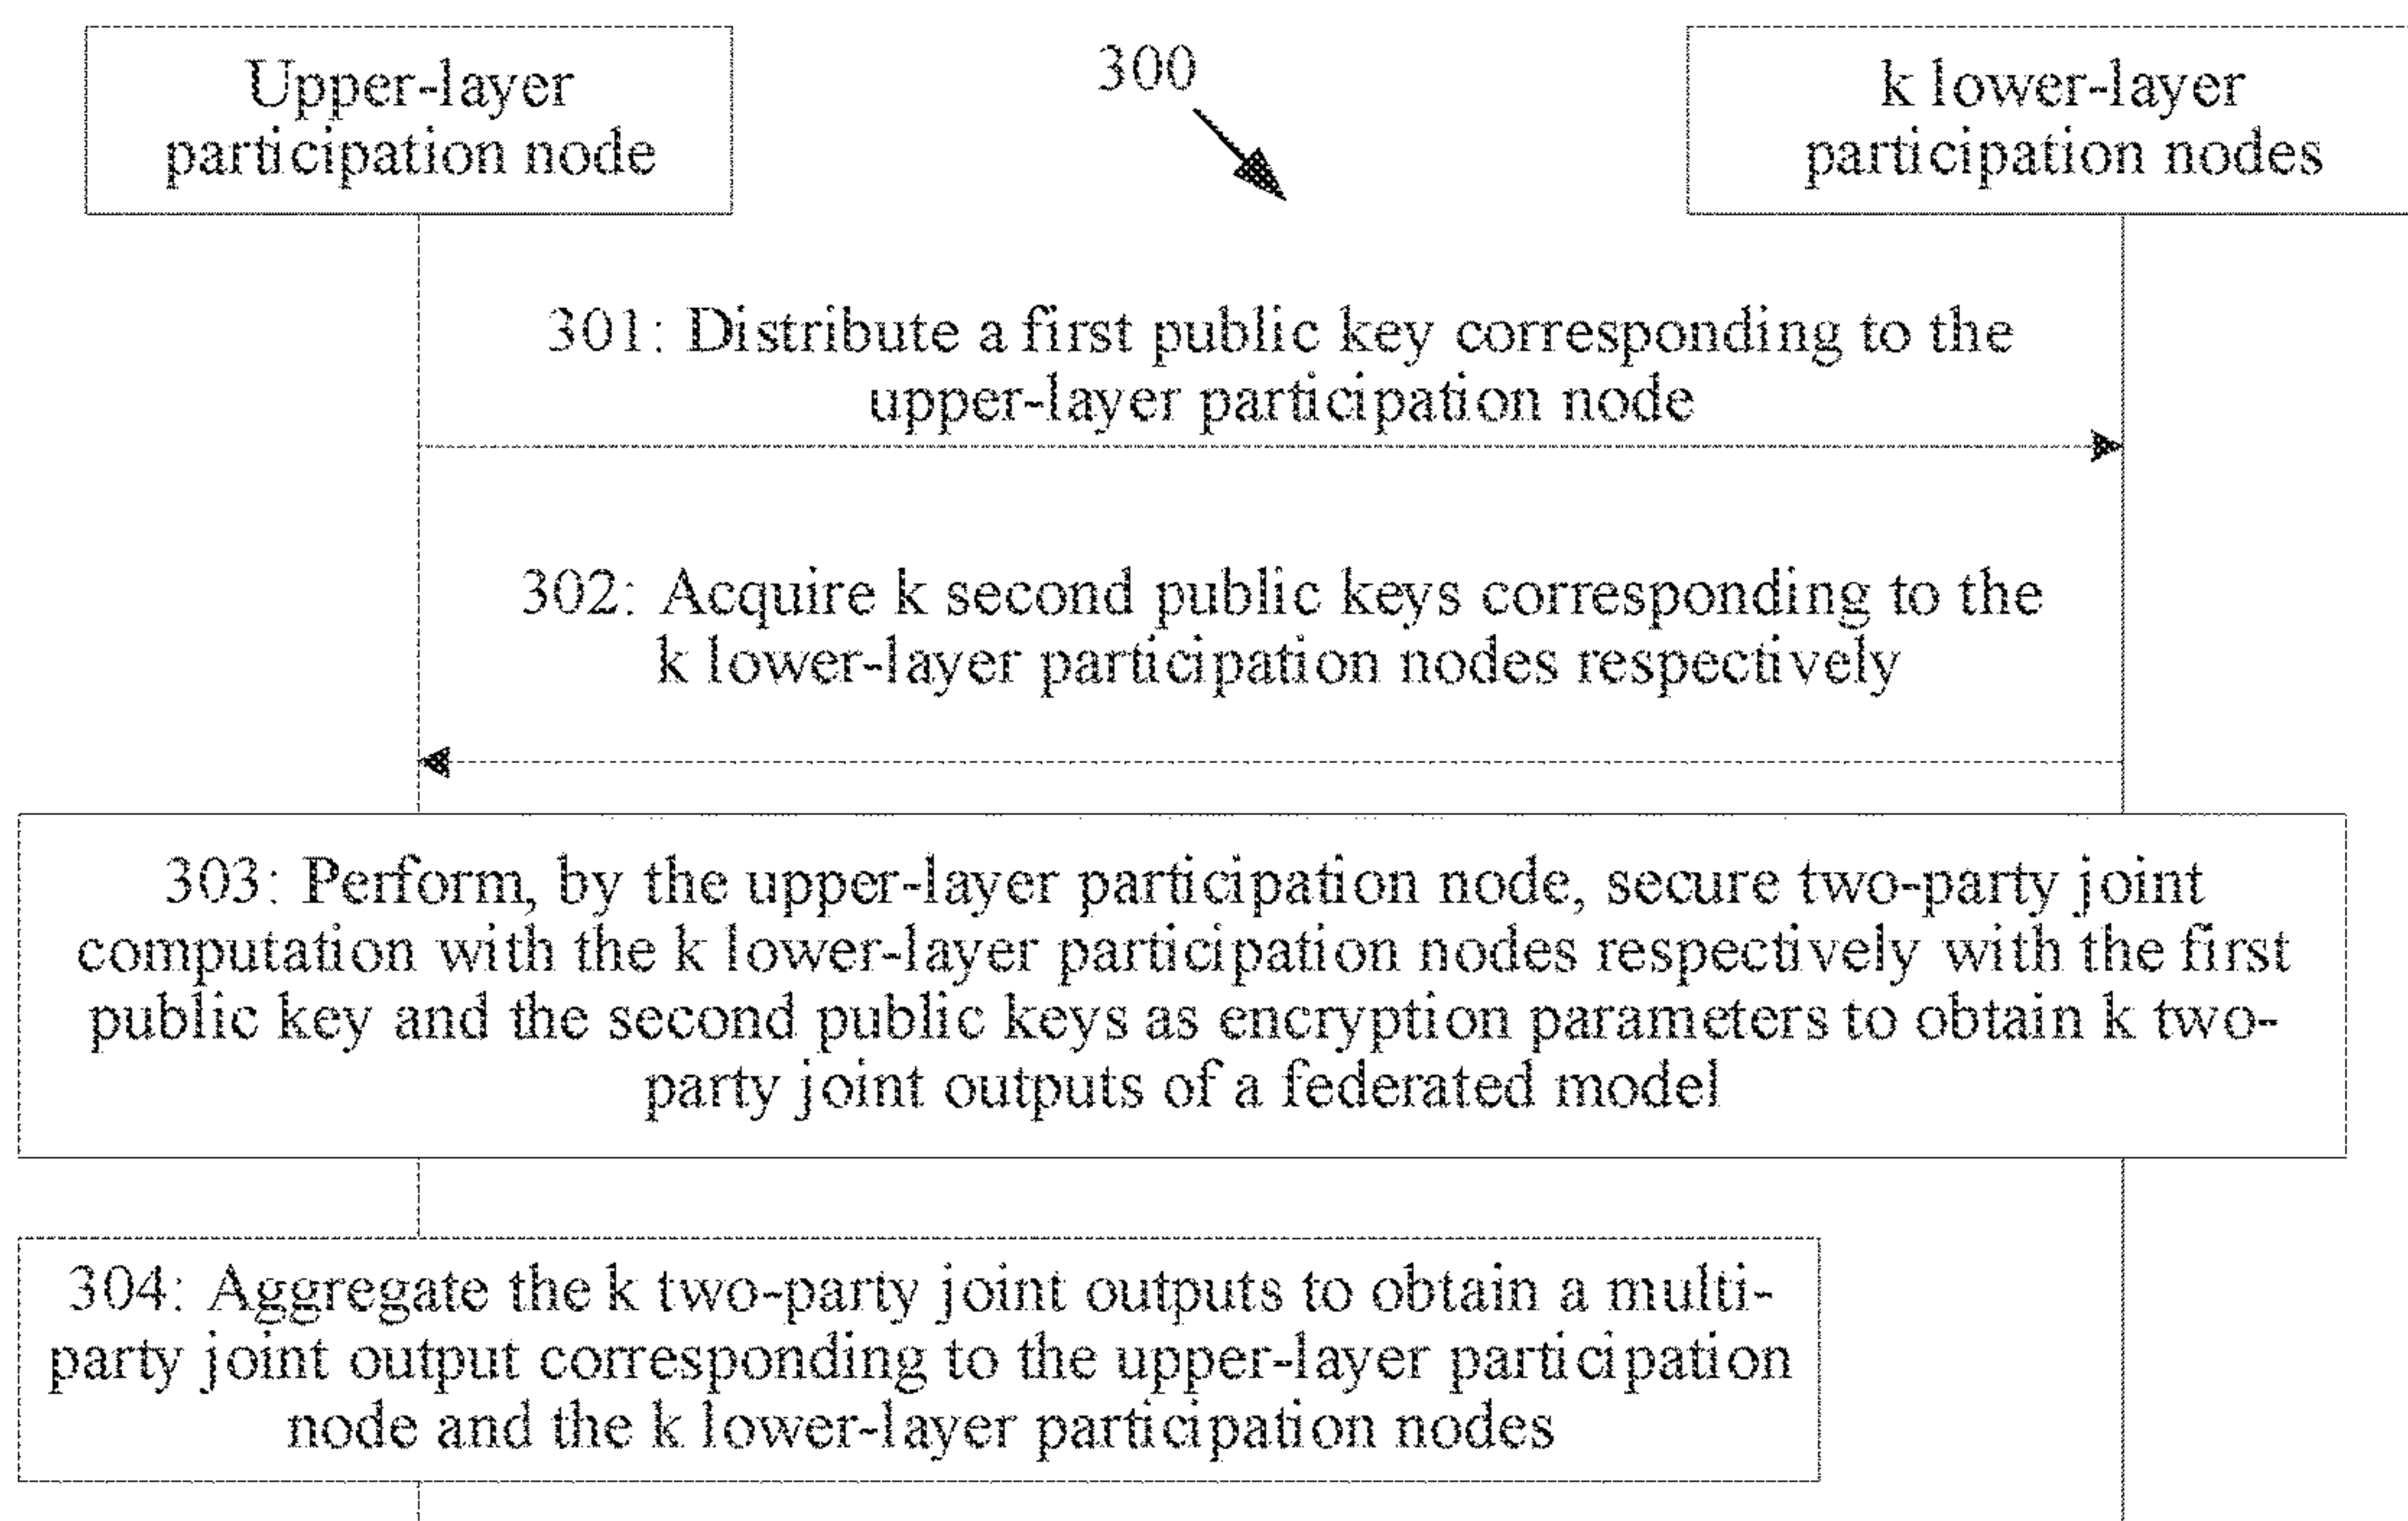 Upper-layer
participation node
300
k lower-layer
participation nodes
301: Distribute a first public key corresponding to the
upper-layer participation node
302: Acquire k second public keys corresponding to the
k lower-layer participation nodes respectively
303: Perform, by the upper-layer participation node, secure two-party joint
computation with the k lower-layer participation nodes respectively with the first
public key and the second public keys as encryption parameters to obtain k two-
party joint outputs of a federated model
304: Aggregate the k two-party joint outputs to obtain a multi-
party joint output corresponding to the upper-layer participation
node and the k lower-layer participation nodes